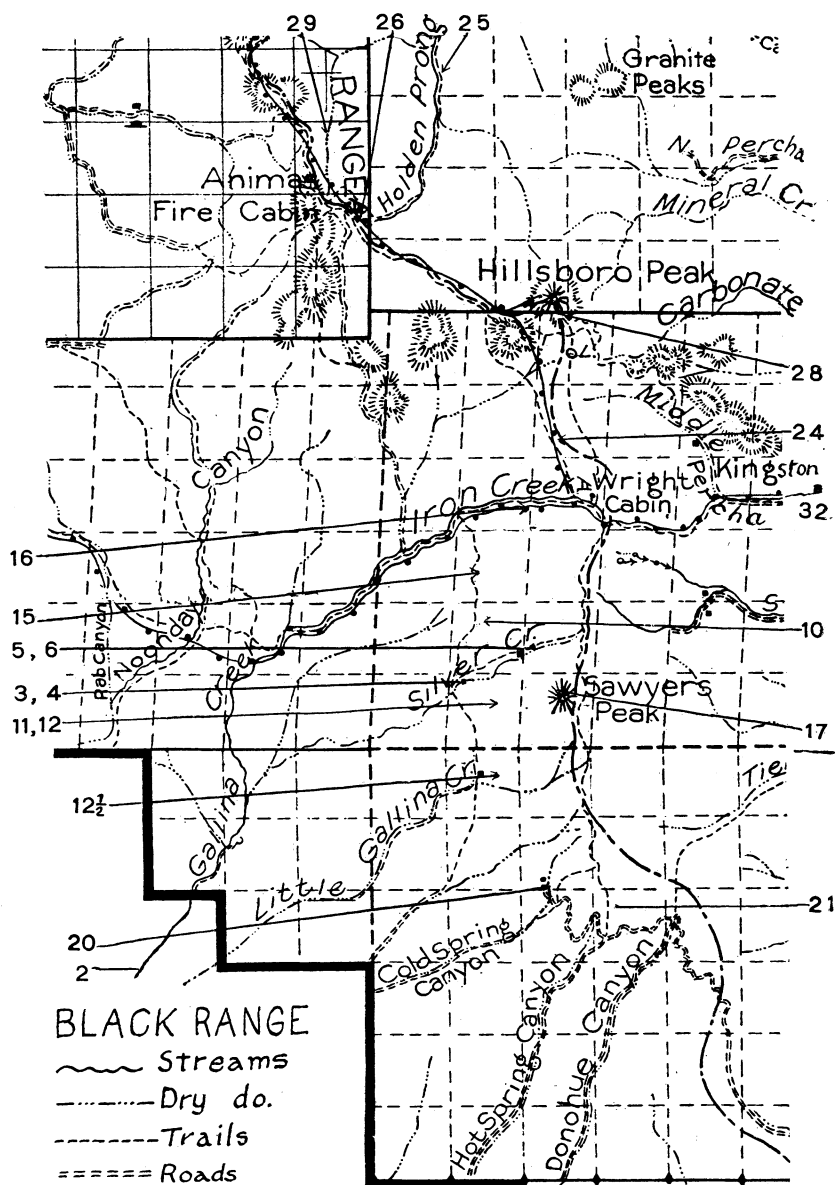 29
26
25
RANGE
Holden Prong
Granite
Peaks
N. Percha
Mineral Cr
Animas
Fire Cabin
Hillsboro Peak
Carbonate
28
Middle Percha
24
Kingston
32
Canyon
Iron Creek
Wright
Cabin
16
15
Rab Canyon
Noonday
S
10
5, 6
3, 4
Silver Cr
11,12
Sawyers
Peak
17
12½
Gallina Creek
Little Gallina Cr.
Tie
21
20
2
Cold Spring
Canyon
Hot Spring Canyon
Donohue Canyon
BLACK RANGE
Streams
Dry do.
Trails
Roads